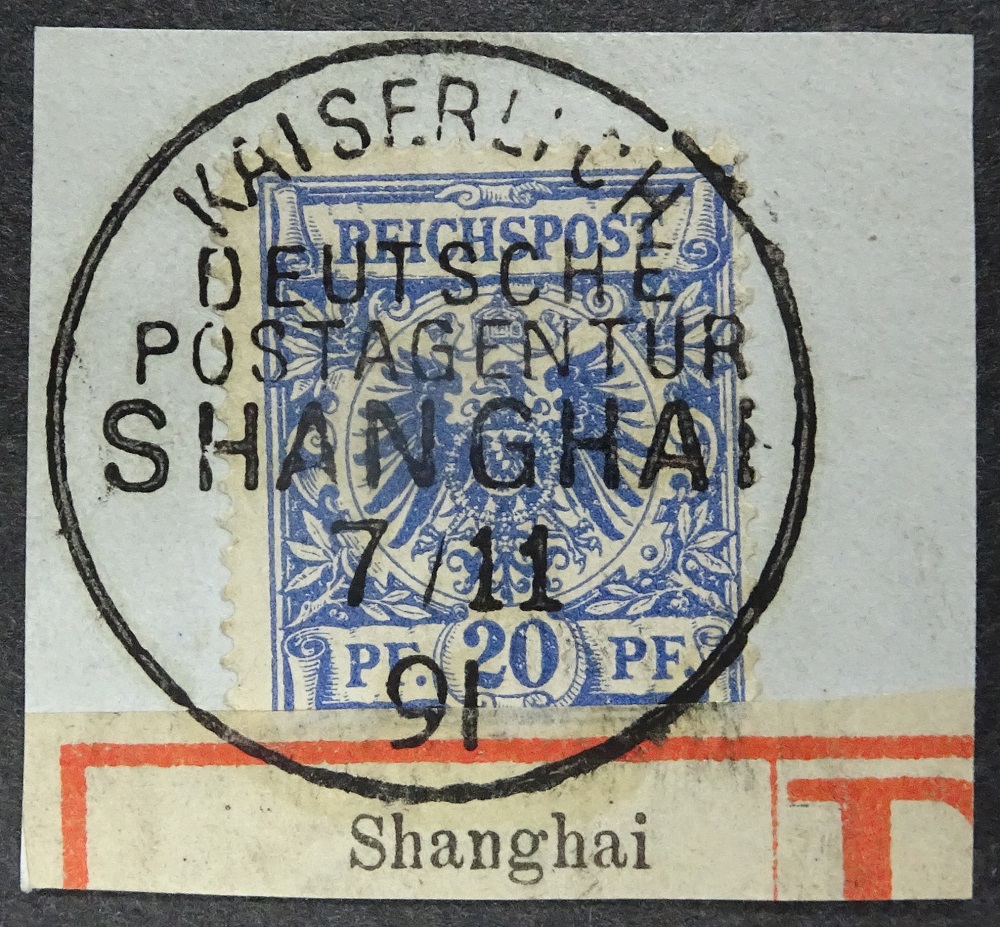 KAISERLICH
REICHSPOST
DEUTSCHE
POSTAGENTUR
SHANGHAI
7/11
PF. 20 PF.
91
Shanghai